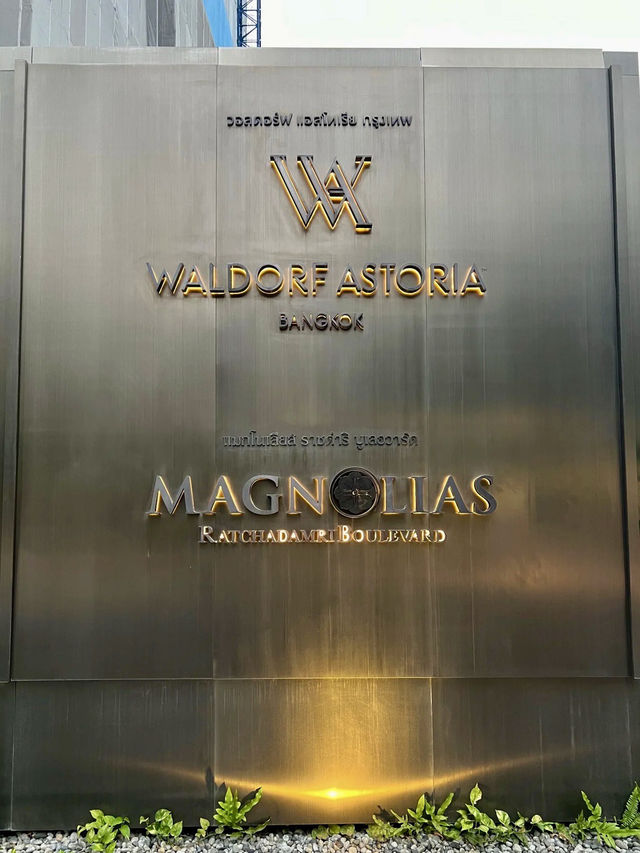 วอลดอร์ฟ แอสโทเรีย กรุงเทพ
WA
WALDORF ASTORIA
BANGKOK
แมกโนเลียส์ ราชดำริ บูเลอวาร์ด
MAGNOLIAS
RATCHADAMRI BOULEVARD